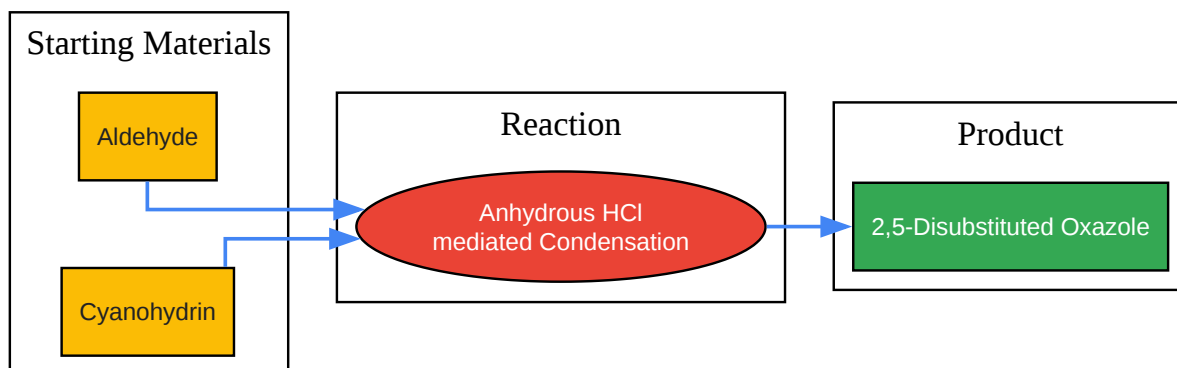 Starting Materials
Aldehyde
Cyanohydrin
Reaction
Anhydrous HCl
mediated Condensation
Product
2,5-Disubstituted Oxazole